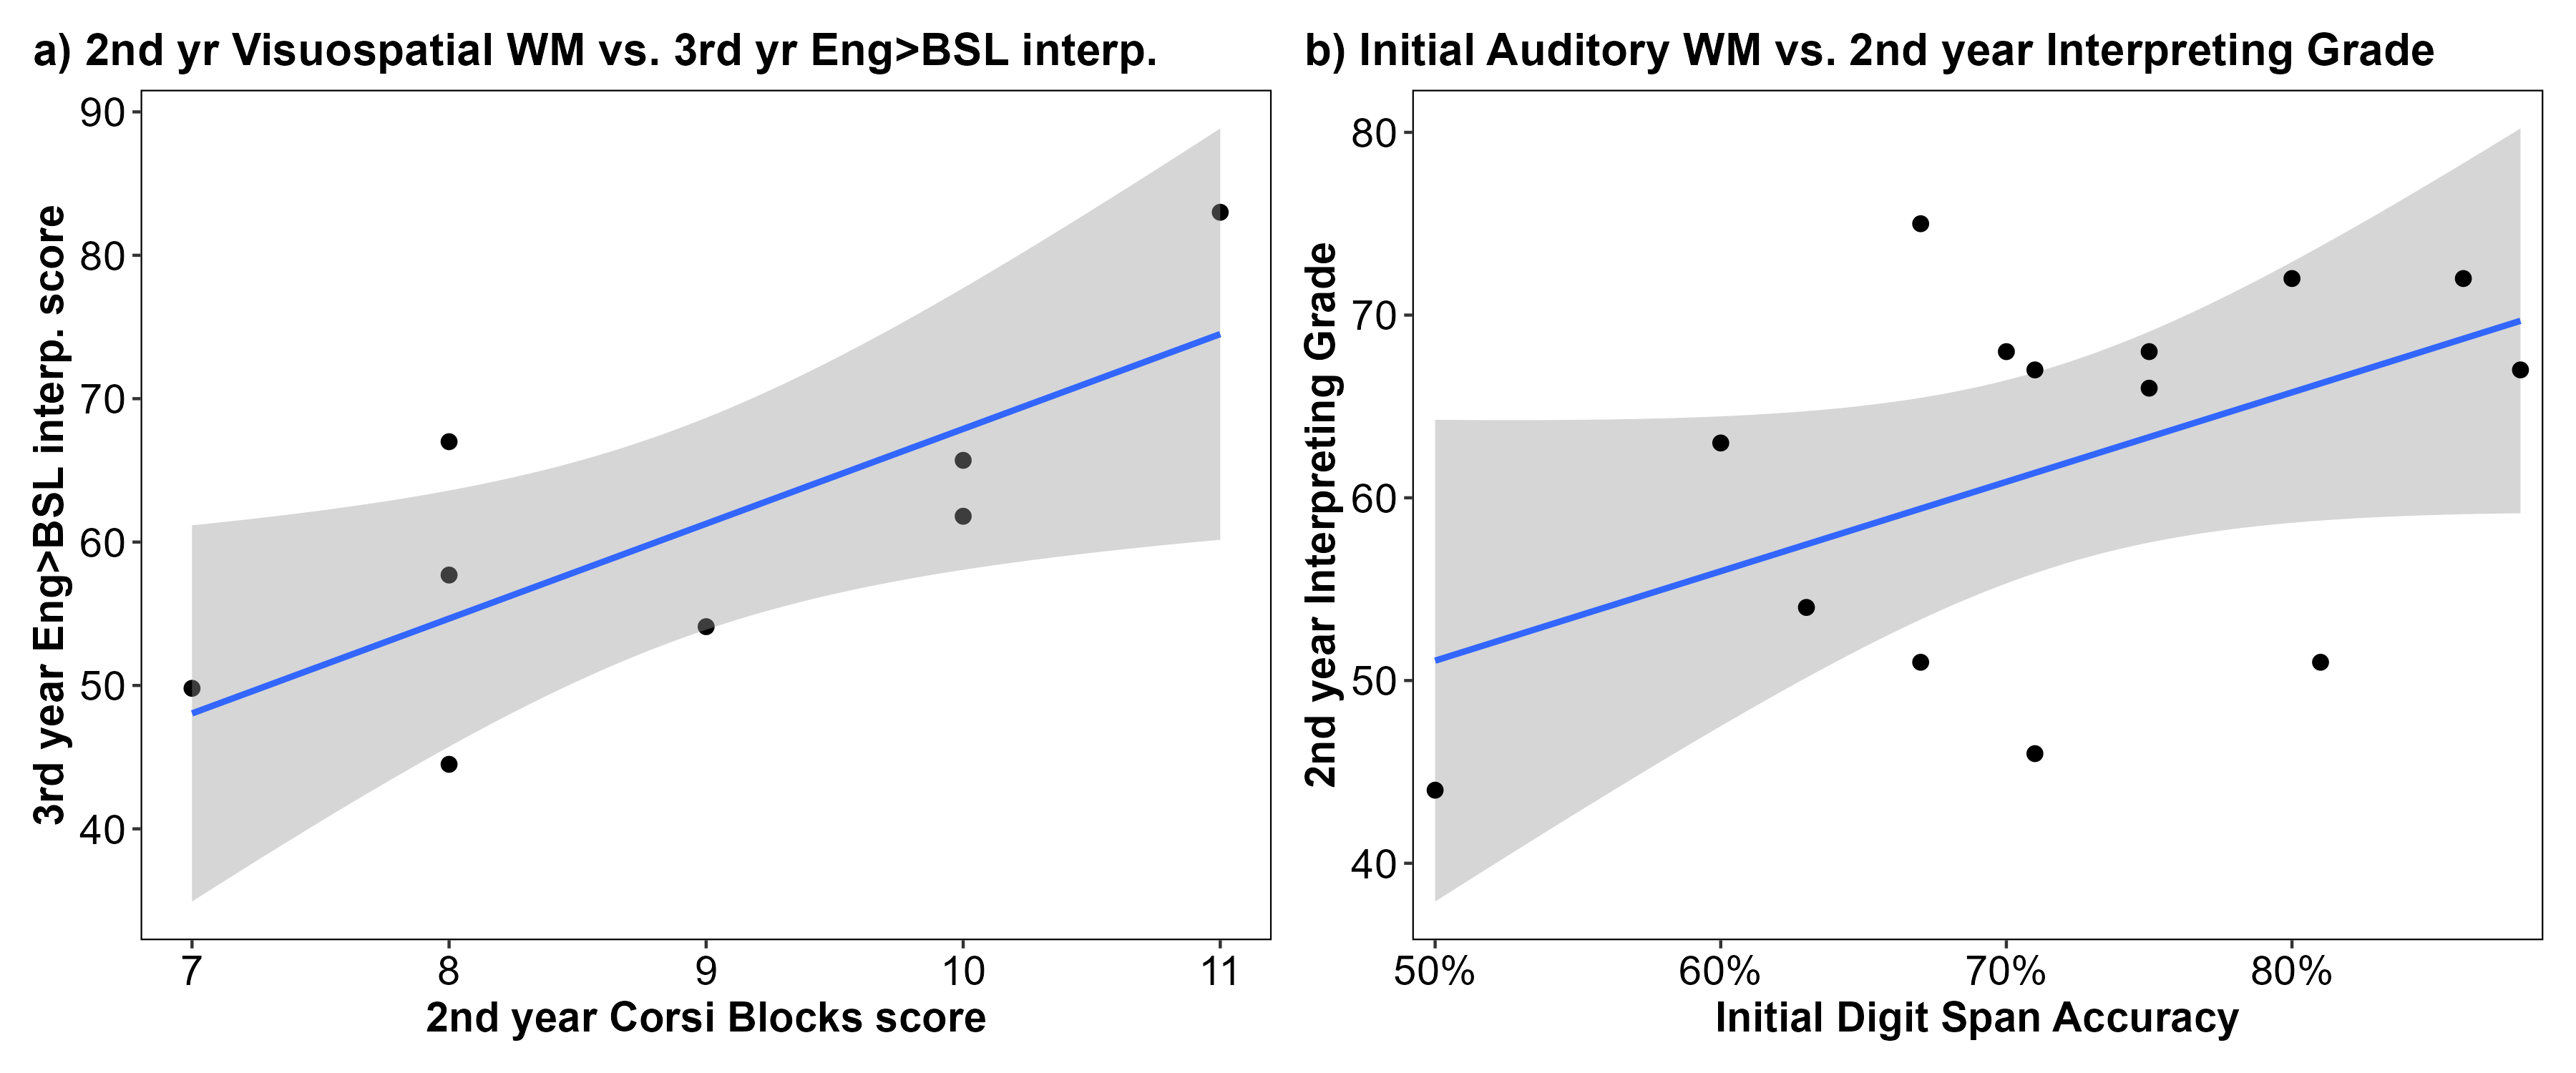 a) 2nd yr Visuospatial WM vs. 3rd yr Eng>BSL interp.
3rd year Eng>BSL interp. score
90
80
70
60
50
40
7 8 9 10 11
2nd year Corsi Blocks score
b) Initial Auditory WM vs. 2nd year Interpreting Grade
2nd year Interpreting Grade
80
70
60
50
40
50% 60% 70% 80%
Initial Digit Span Accuracy